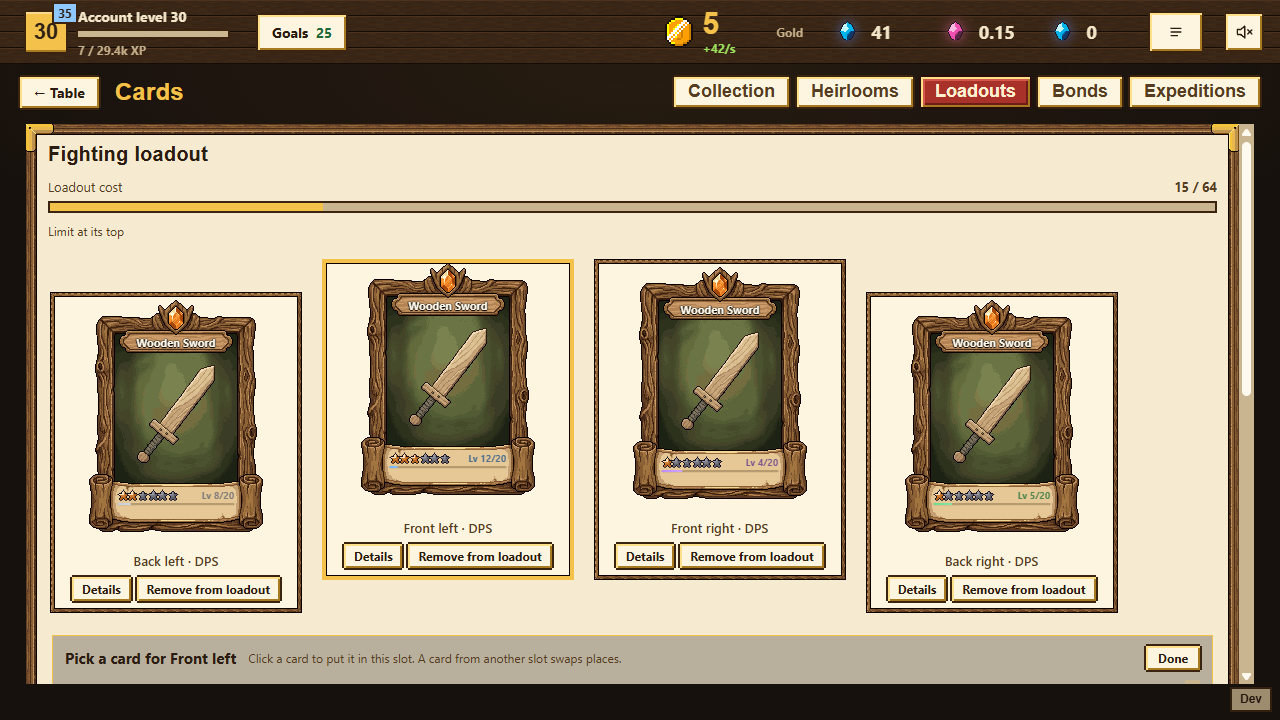 30
35
Account level 30
7 / 29.4k XP
Goals 25
5
+42/s
Gold
41
0.15
0
← Table
Cards
Collection
Heirlooms
Loadouts
Bonds
Expeditions
Fighting loadout
Loadout cost
15 / 64
Limit at its top
Wooden Sword
Lv 8/20
Back left · DPS
Details
Remove from loadout
Wooden Sword
Lv 12/20
Front left · DPS
Details
Remove from loadout
Wooden Sword
Lv 4/20
Front right · DPS
Details
Remove from loadout
Wooden Sword
Lv 5/20
Back right · DPS
Details
Remove from loadout
Pick a card for Front left
Click a card to put it in this slot. A card from another slot swaps places.
Done
Dev